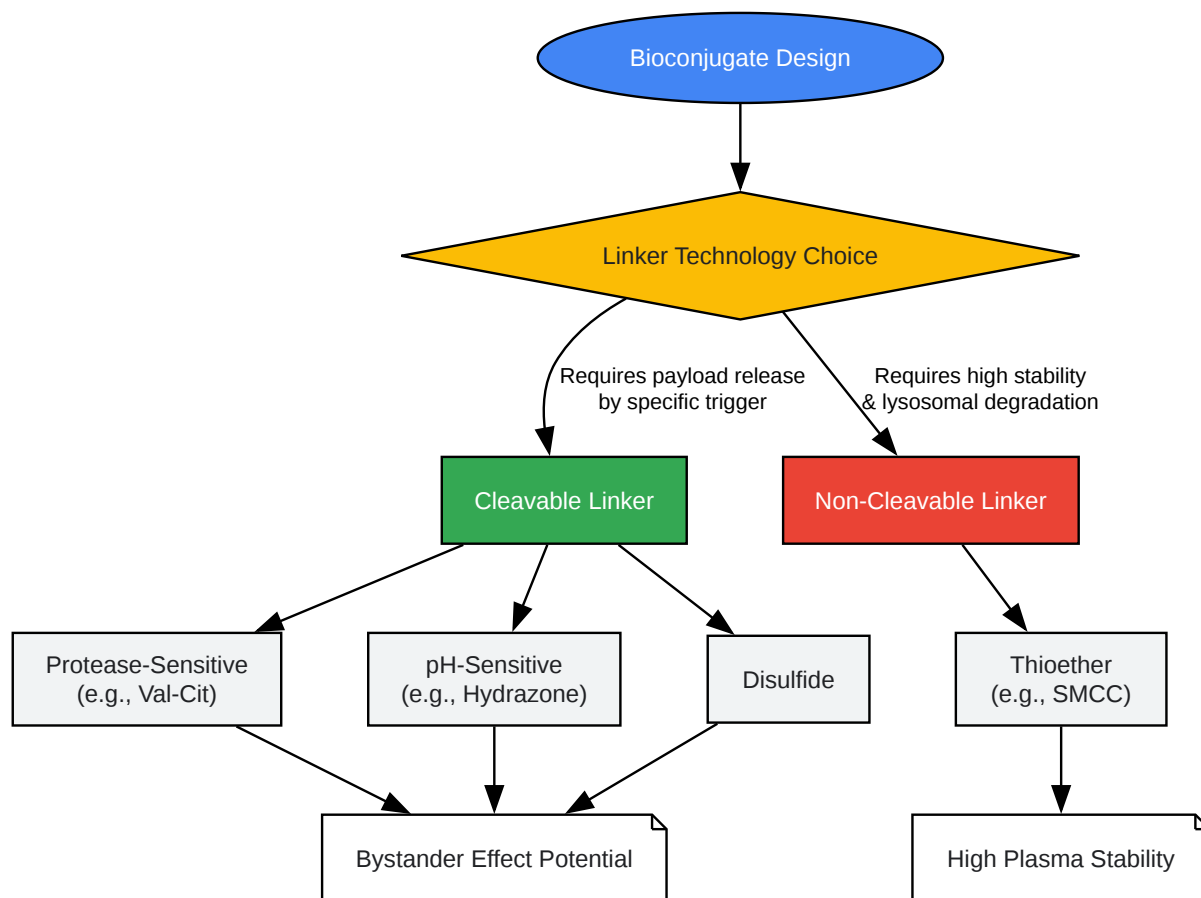 Bioconjugate Design
Linker Technology Choice
Requires payload release
by specific trigger
Requires high stability
& lysosomal degradation
Cleavable Linker
Non-Cleavable Linker
Protease-Sensitive
(e.g., Val-Cit)
pH-Sensitive
(e.g., Hydrazone)
Disulfide
Thioether
(e.g., SMCC)
Bystander Effect Potential
High Plasma Stability